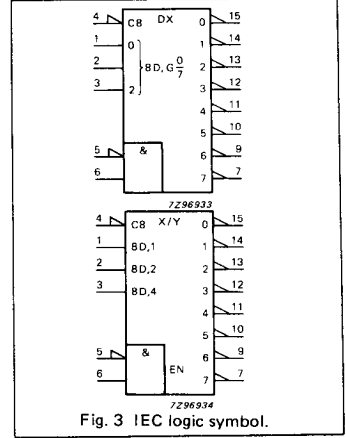 DX
4 C8 0 15
1 0 1 14
2 8D, G 0/7 2 13
3 2 3 12
4 11
5 10
5 & 6 9
6 7 7
7Z96933
X/Y
4 C8 0 15
1 8D,1 1 14
2 8D,2 2 13
3 8D,4 3 12
4 11
5 10
5 & 6 9
6 EN 7 7
7Z96934
Fig. 3 IEC logic symbol.